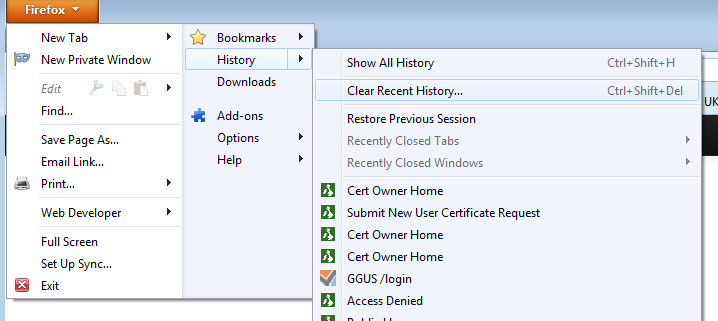 Firefox
New Tab
New Private Window
Edit
Find...
Save Page As...
Email Link...
Print...
Web Developer
Full Screen
Set Up Sync...
Exit
Bookmarks
History
Downloads
Add-ons
Options
Help
Show All History Ctrl+Shift+H
Clear Recent History... Ctrl+Shift+Del
Restore Previous Session
Recently Closed Tabs
Recently Closed Windows
Cert Owner Home
Submit New User Certificate Request
Cert Owner Home
Cert Owner Home
GGUS /login
Access Denied
UK